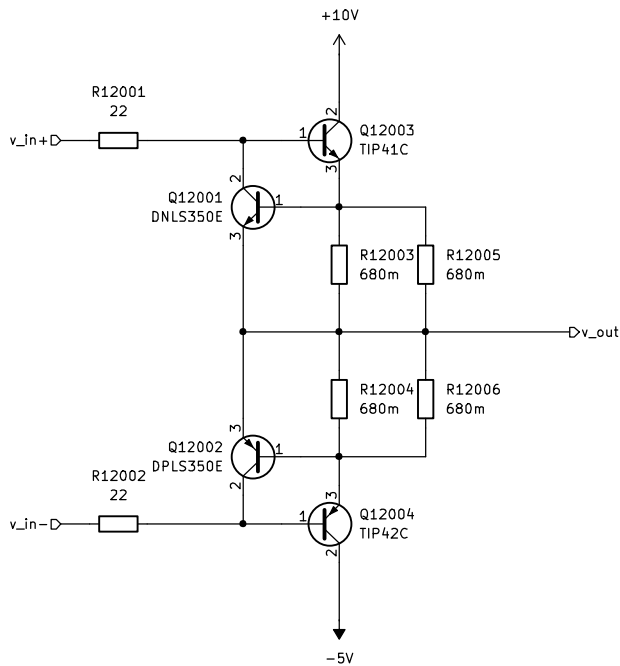 +10V
R12001
22
v_in+
1
2
3
Q12003
TIP41C
2
Q12001
DNLS350E
1
3
R12003
680m
R12005
680m
v_out
R12004
680m
R12006
680m
3
Q12002
DPLS350E
1
2
R12002
22
v_in-
1
3
2
Q12004
TIP42C
-5V